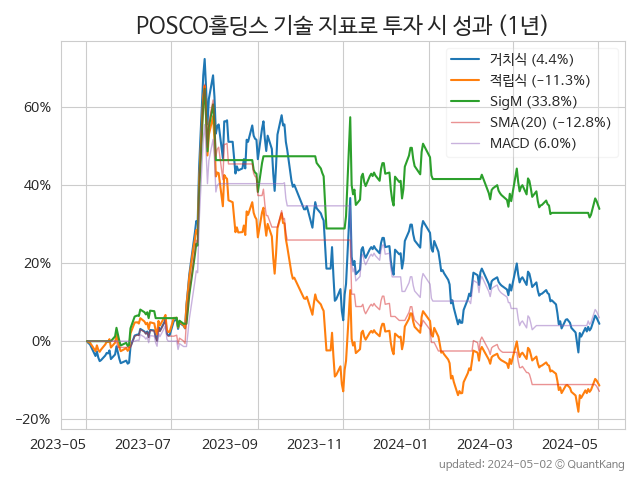 POSCO홀딩스 기술 지표로 투자 시 성과 (1년)
거치식 (4.4%)
적립식 (−11.3%)
SigM (33.8%)
SMA(20) (−12.8%)
MACD (6.0%)
60%
40%
20%
0%
−20%
2023-05 2023-07 2023-09 2023-11 2024-01 2024-03 2024-05
updated: 2024-05-02 © QuantKang